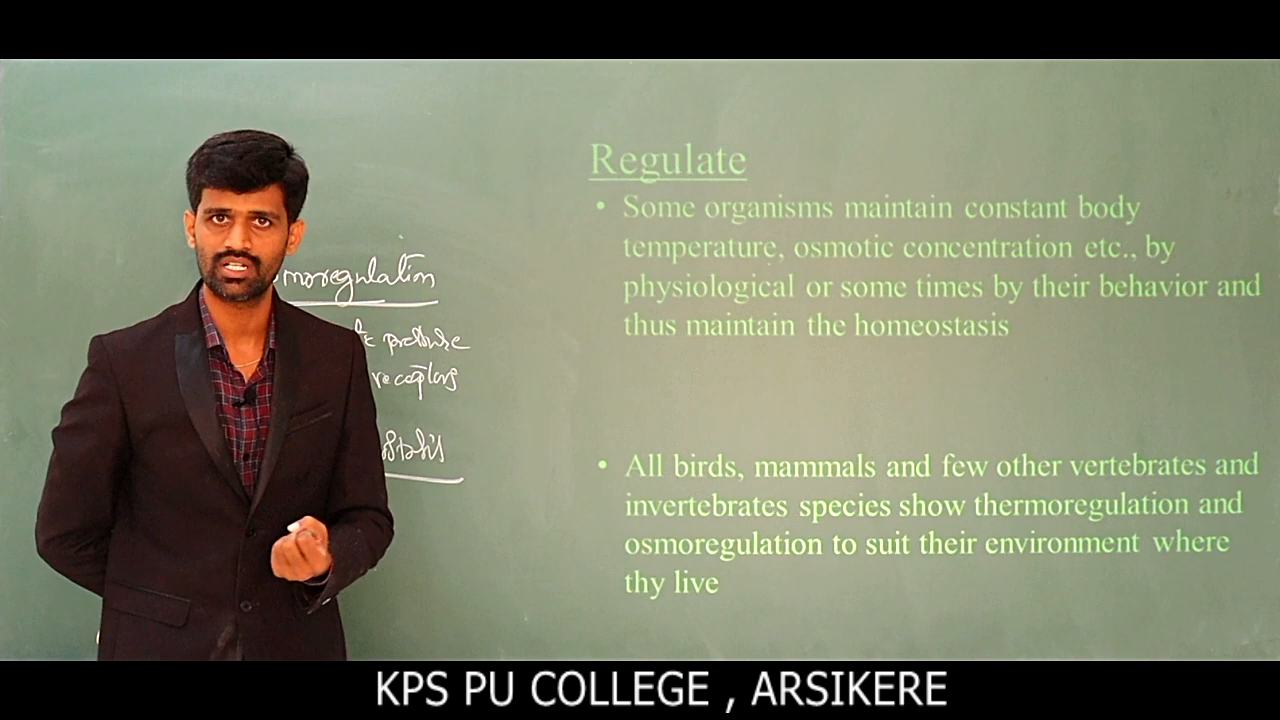 moregulation
receptors
Regulate
• Some organisms maintain constant body
temperature, osmotic concentration etc., by
physiological or some times by their behavior and
thus maintain the homeostasis
• All birds, mammals and few other vertebrates and
invertebrates species show thermoregulation and
osmoregulation to suit their environment where
thy live
KPS PU COLLEGE , ARSIKERE